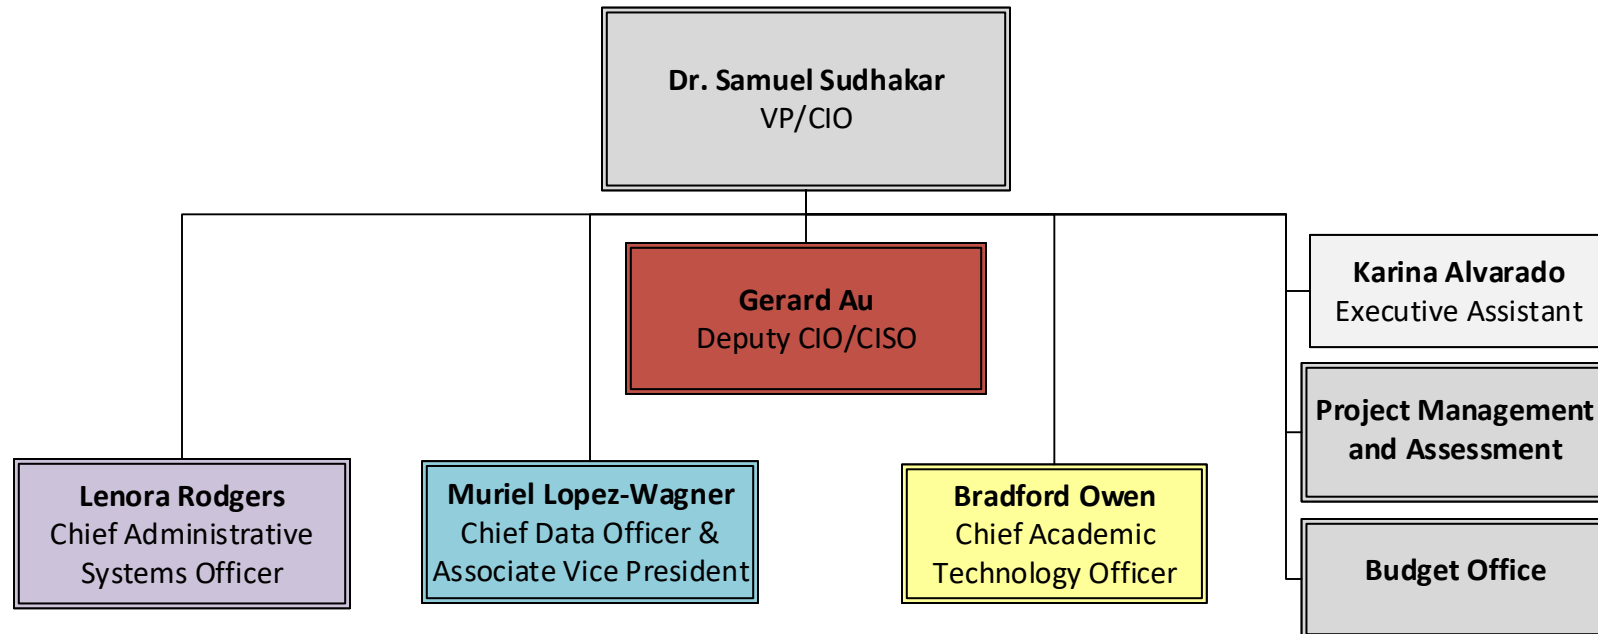 Dr. Samuel Sudhakar
VP/CIO
Gerard Au
Deputy CIO/CISO
Karina Alvarado
Executive Assistant
Project Management
and Assessment
Budget Office
Lenora Rodgers
Chief Administrative
Systems Officer
Muriel Lopez-Wagner
Chief Data Officer &
Associate Vice President
Bradford Owen
Chief Academic
Technology Officer